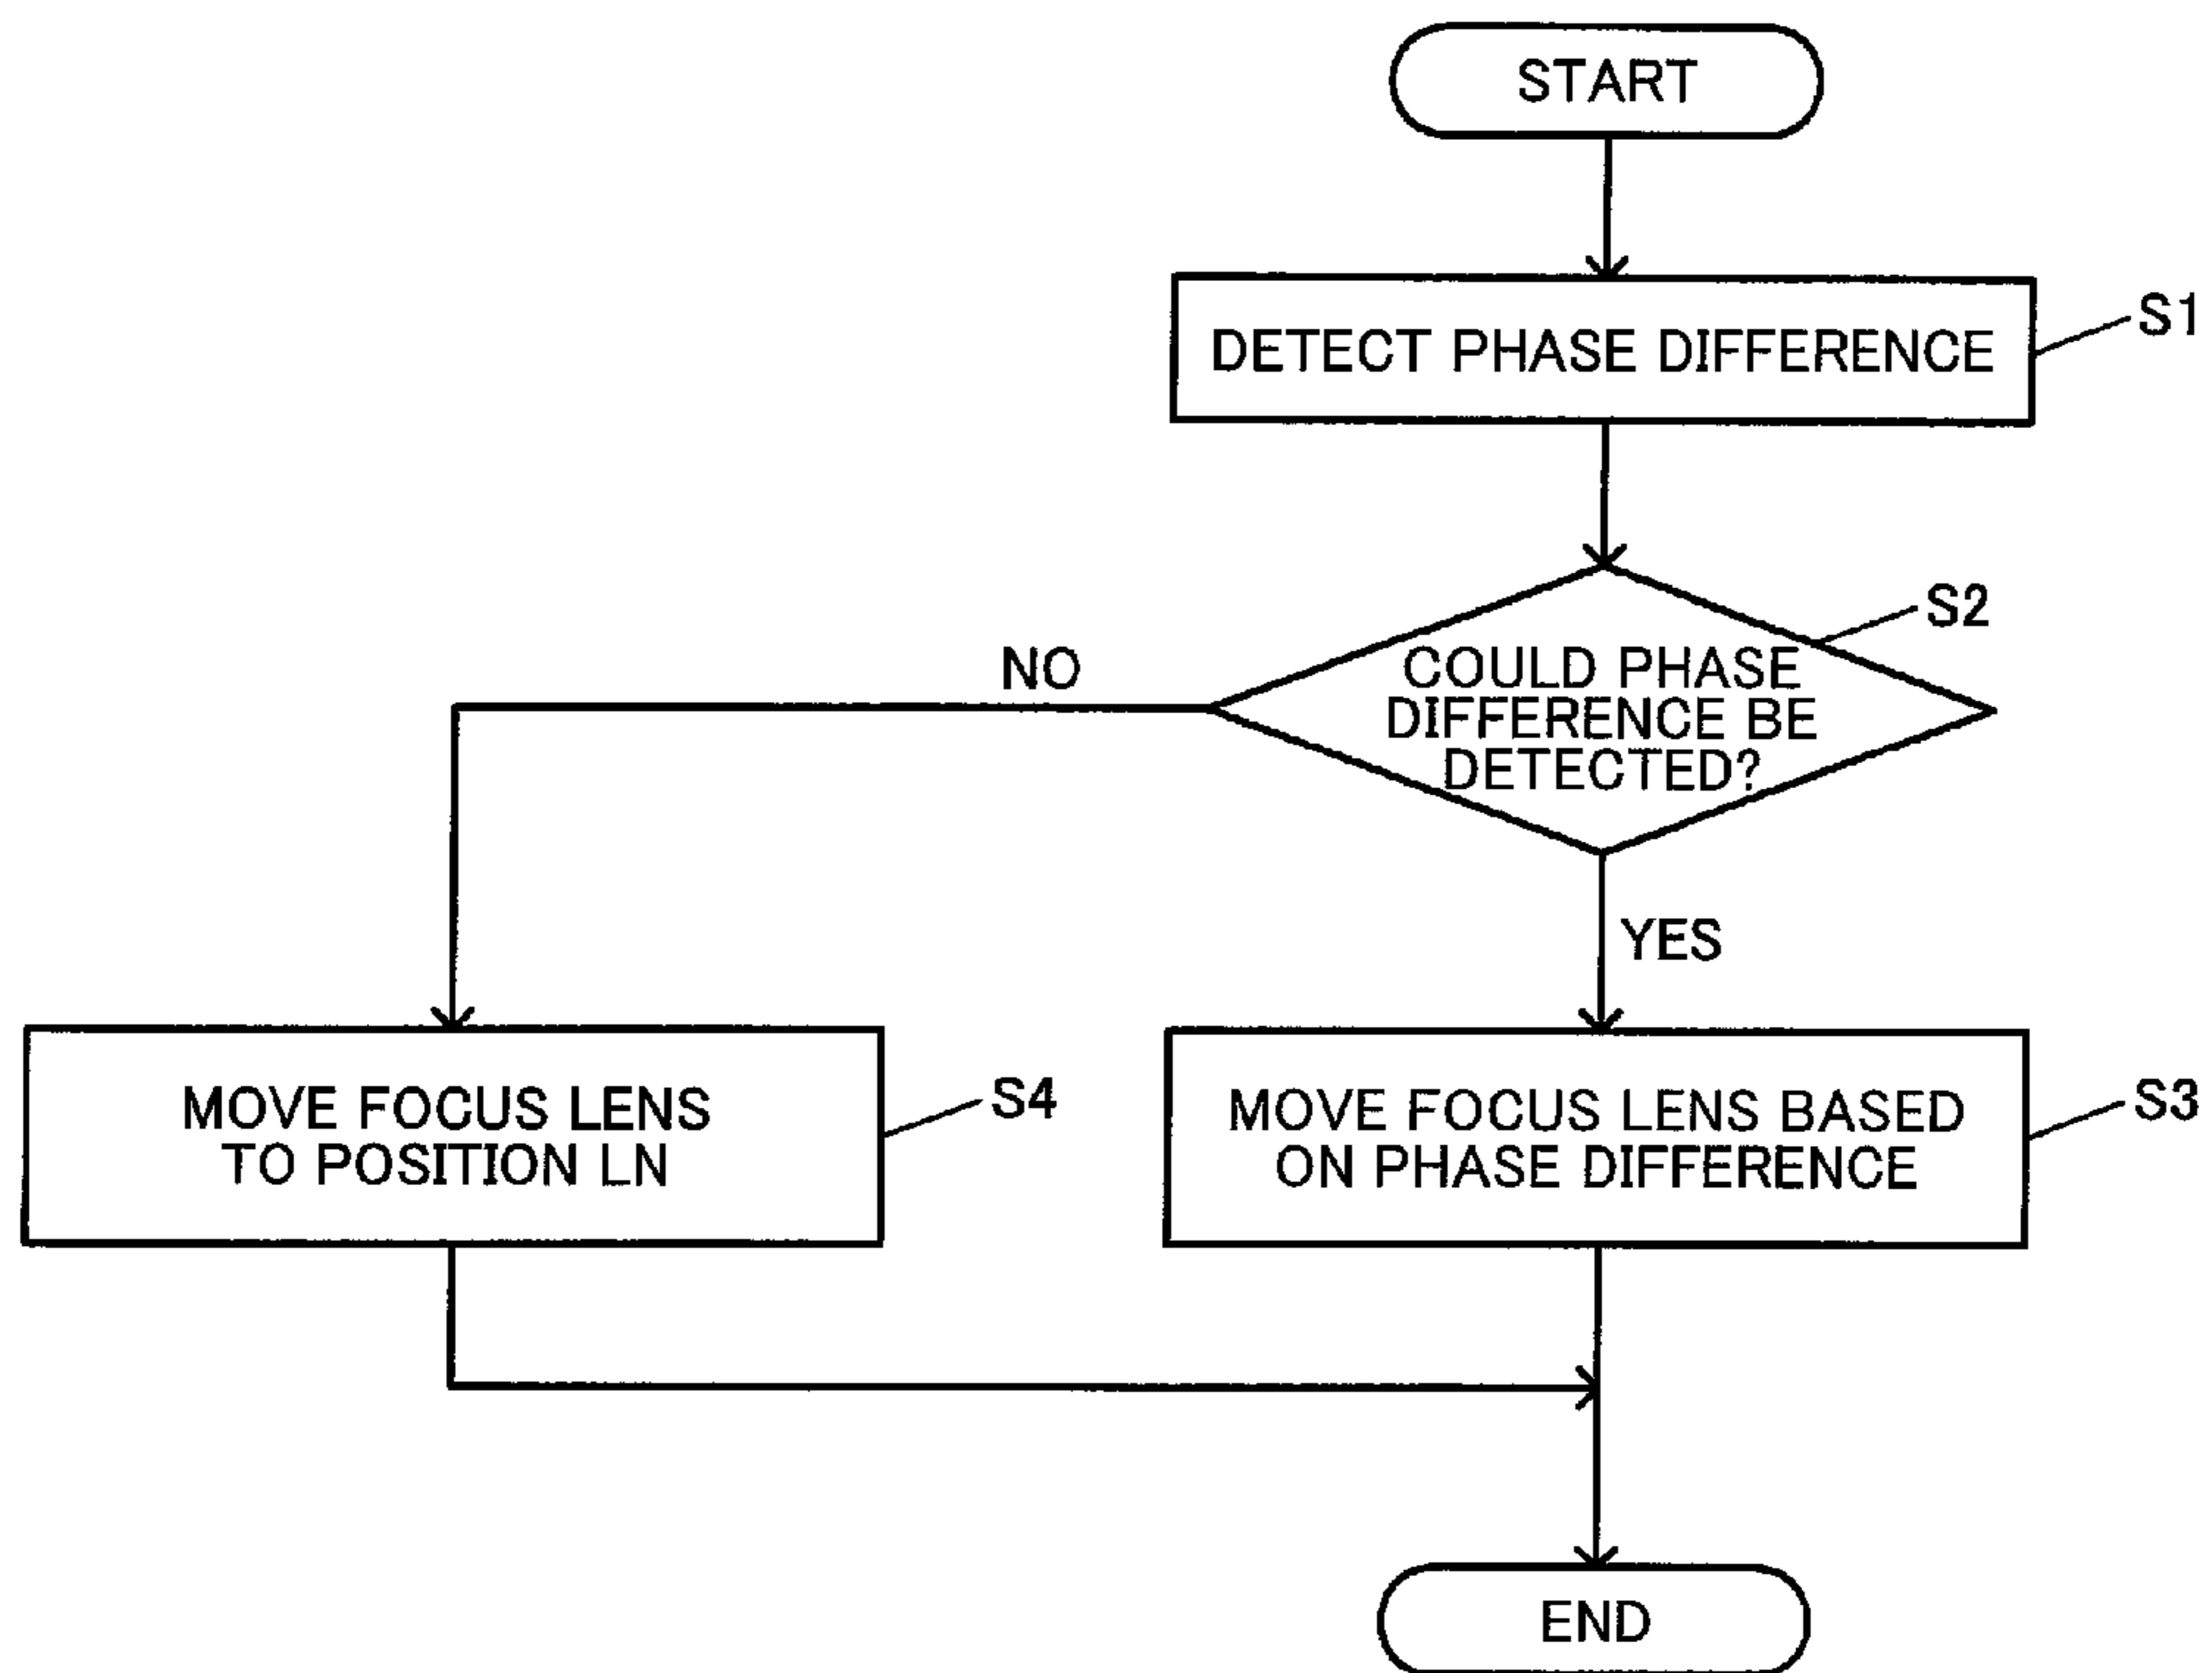 START
DETECT PHASE DIFFERENCE
S1
S2
COULD PHASE
DIFFERENCE BE
DETECTED?
NO
YES
MOVE FOCUS LENS
TO POSITION LN
S4
MOVE FOCUS LENS BASED
ON PHASE DIFFERENCE
S3
END